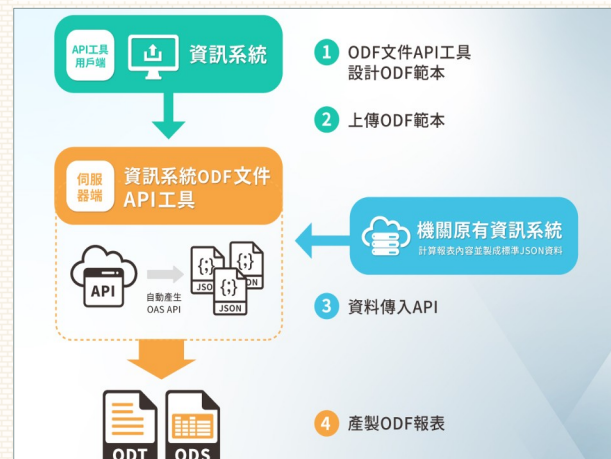 API工具
用戶端
資訊系統
1 ODF文件API工具
設計ODF範本
2 上傳ODF範本
伺服
器端
資訊系統ODF文件
API工具
機關原有資訊系統
計算報表內容並製成標準JSON資料
API
自動產生
OAS API
{;}
JSON
{;}
JSON
{;}
JSON
3 資料傳入API
4 產製ODF報表
ODT
ODS